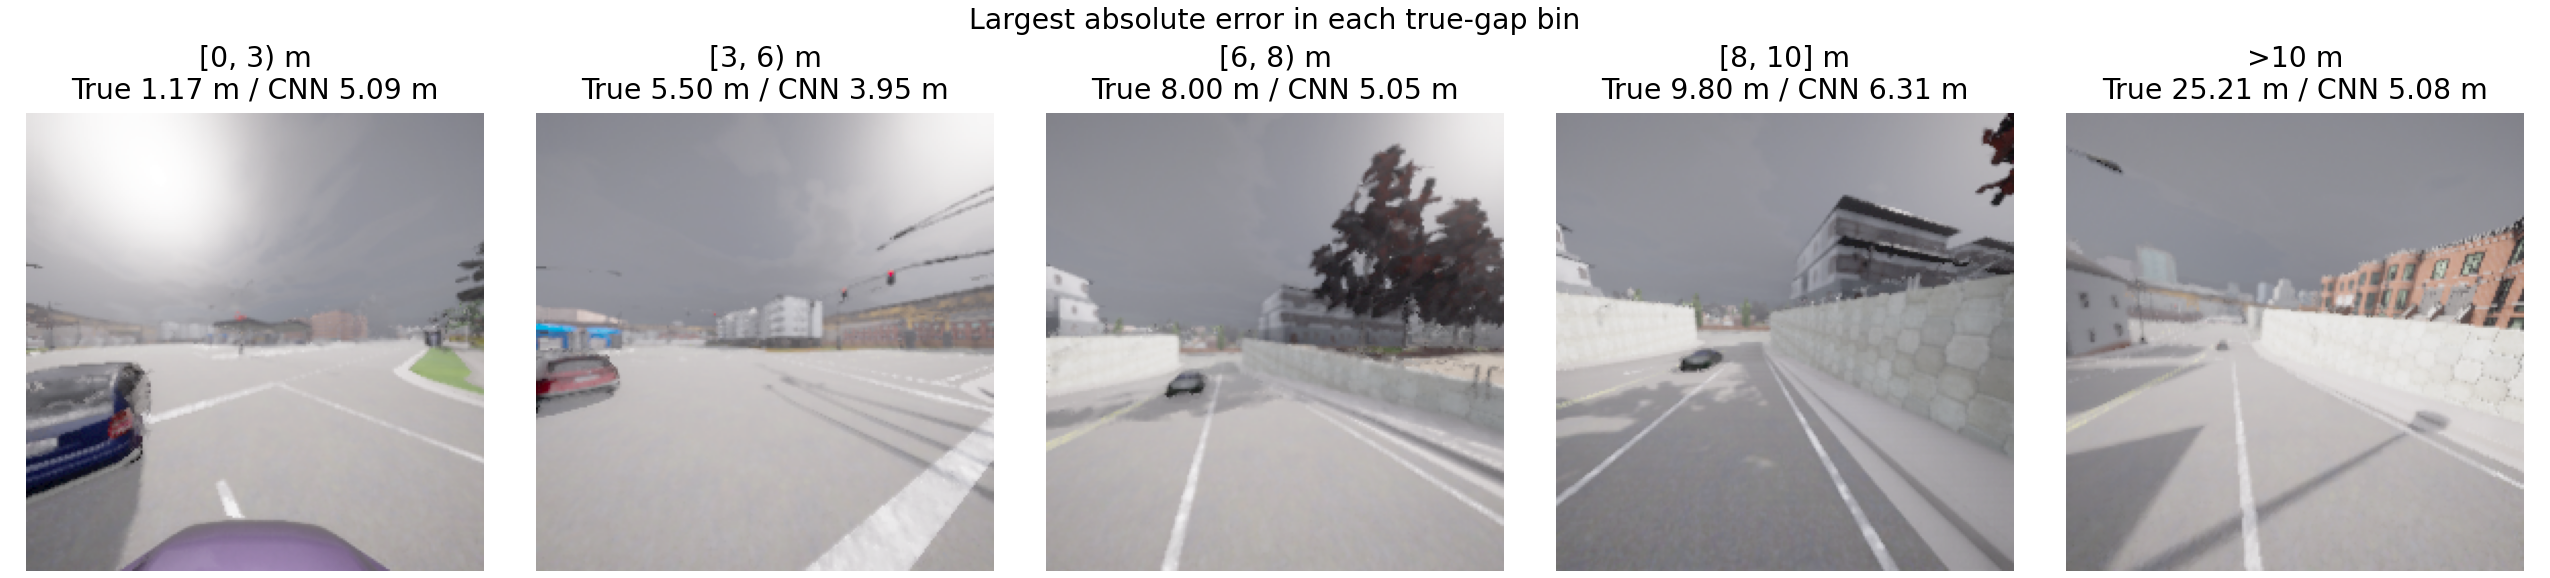 Largest absolute error in each true-gap bin
[0, 3) m
True 1.17 m / CNN 5.09 m
[3, 6) m
True 5.50 m / CNN 3.95 m
[6, 8) m
True 8.00 m / CNN 5.05 m
[8, 10] m
True 9.80 m / CNN 6.31 m
>10 m
True 25.21 m / CNN 5.08 m